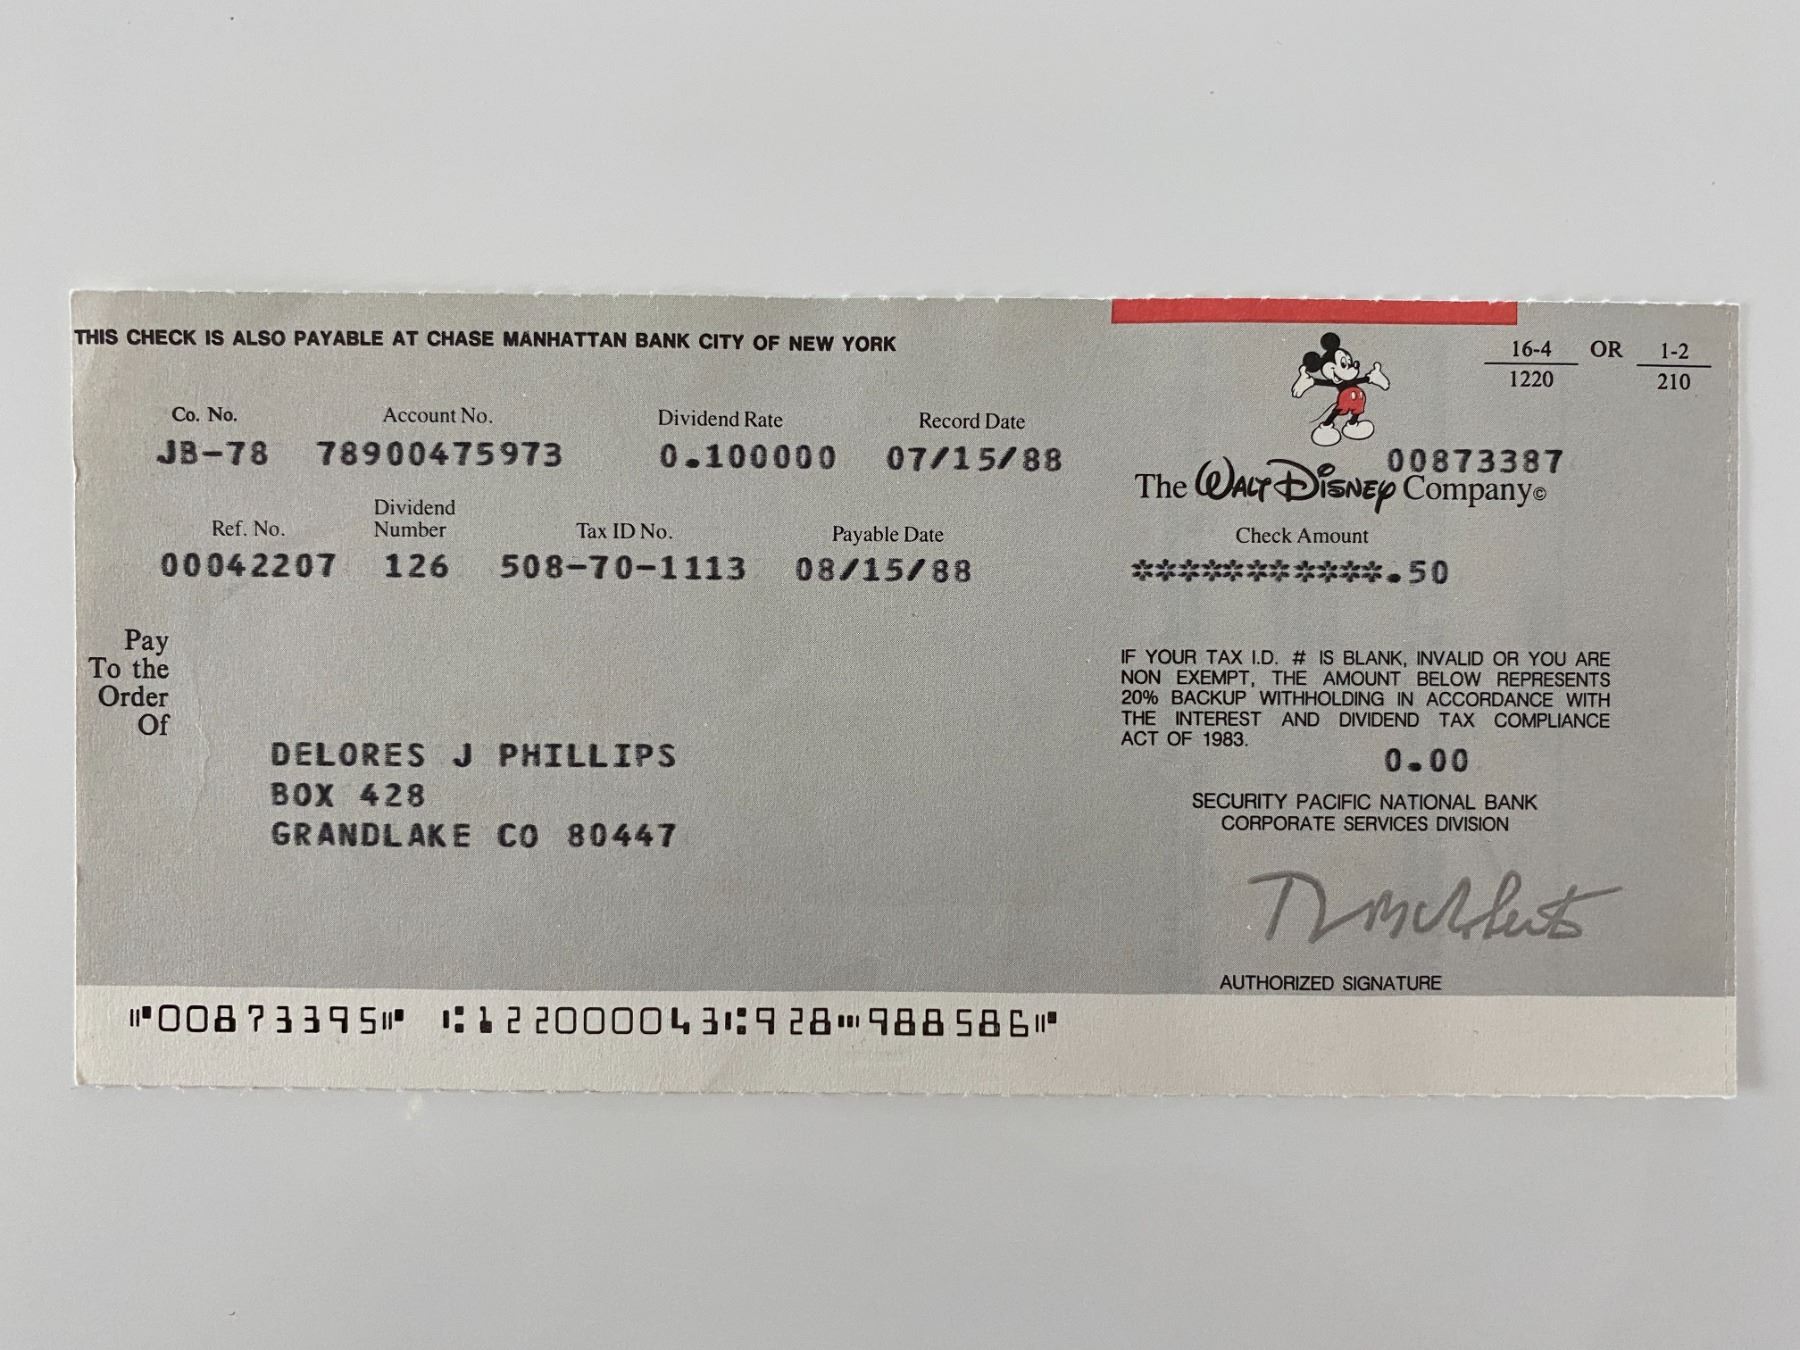 THIS CHECK IS ALSO PAYABLE AT CHASE MANHATTAN BANK CITY OF NEW YORK
16-4 OR 1-2
1220 210
Co. No. Account No. Dividend Rate Record Date
JB-78 78900475973 0.100000 07/15/88
00873387
The Walt Disney Company©
Ref. No. Dividend Number Tax ID No. Payable Date
00042207 126 508-70-1113 08/15/88
Check Amount
***********.50
Pay
To the
Order
Of
DELORES J PHILLIPS
BOX 428
GRANDLAKE CO 80447
IF YOUR TAX I.D. # IS BLANK, INVALID OR YOU ARE
NON EXEMPT, THE AMOUNT BELOW REPRESENTS
20% BACKUP WITHHOLDING IN ACCORDANCE WITH
THE INTEREST AND DIVIDEND TAX COMPLIANCE
ACT OF 1983.
0.00
SECURITY PACIFIC NATIONAL BANK
CORPORATE SERVICES DIVISION
AUTHORIZED SIGNATURE
⑈00873395⑈ ⑆122000043⑆928⑉988586⑈